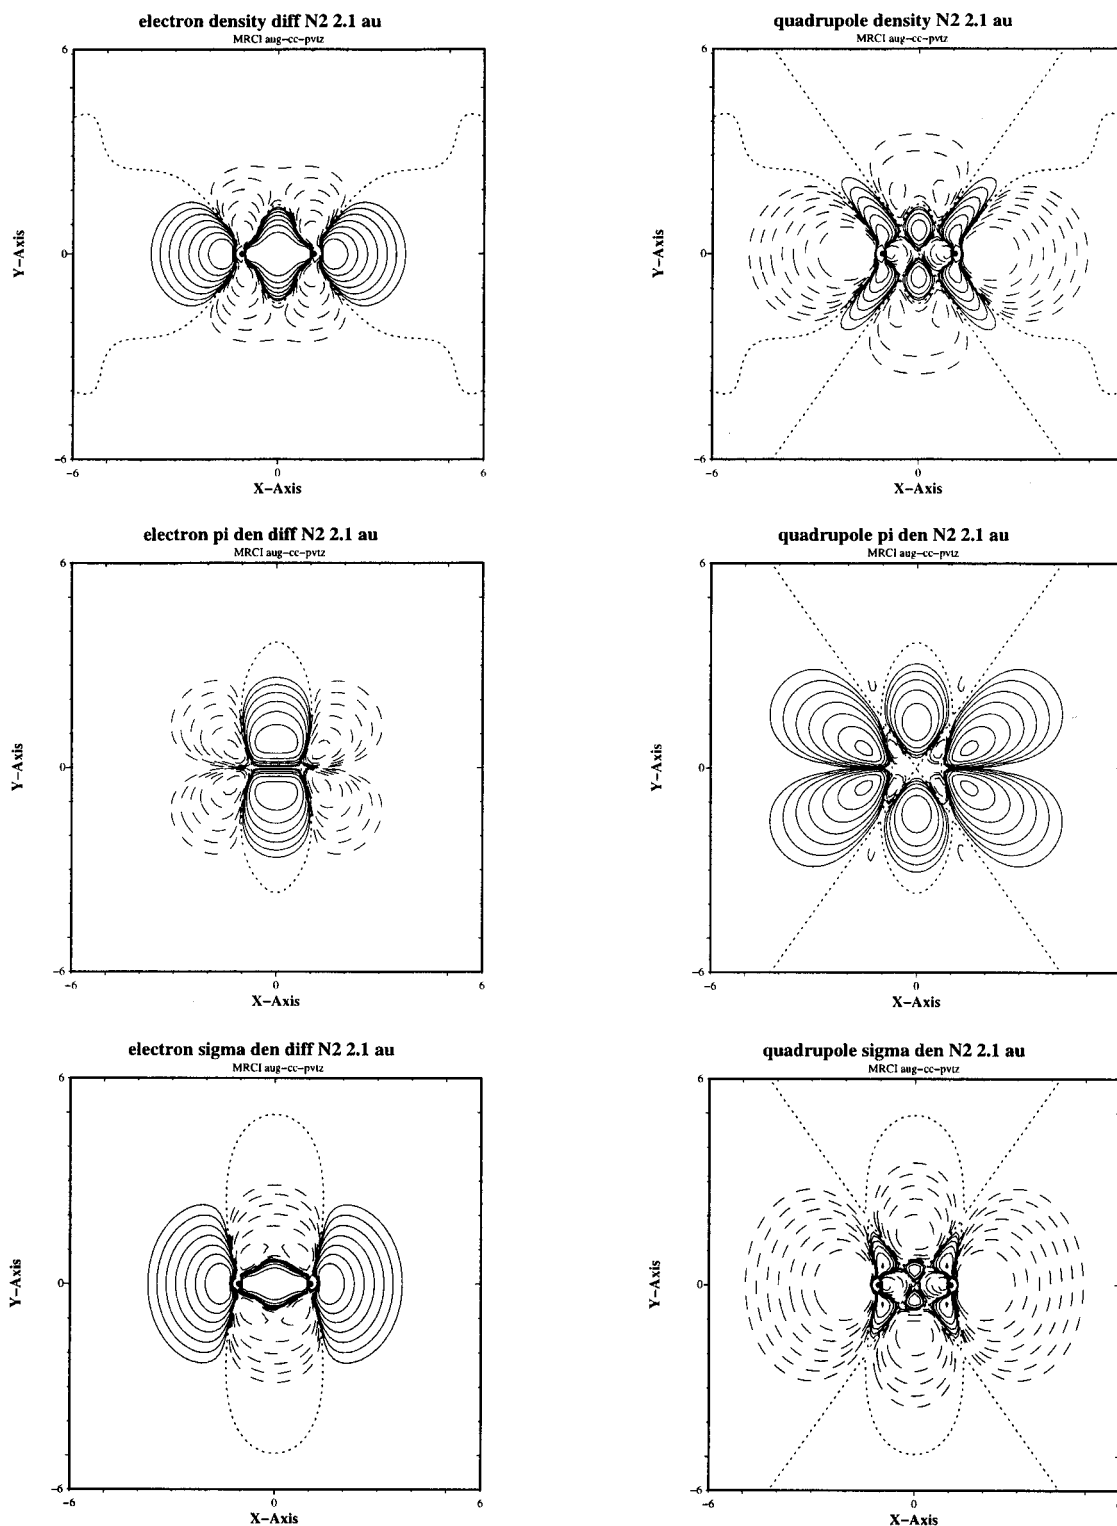 electron density diff N2 2.1 au
MRCI aug-cc-pvtz
6
Y-Axis
0
-6
-6
0
6
X-Axis
quadrupole density N2 2.1 au
MRCI aug-cc-pvtz
6
Y-Axis
0
-6
-6
0
X-Axis
electron pi den diff N2 2.1 au
MRCI aug-cc-pvtz
6
Y-Axis
0
-6
-6
0
6
X-Axis
quadrupole pi den N2 2.1 au
MRCI aug-cc-pvtz
6
Y-Axis
0
-6
-6
0
X-Axis
electron sigma den diff N2 2.1 au
MRCI aug-cc-pvtz
6
Y-Axis
0
-6
-6
0
6
X-Axis
quadrupole sigma den N2 2.1 au
MRCI aug-cc-pvtz
6
Y-Axis
0
-6
-6
0
X-Axis